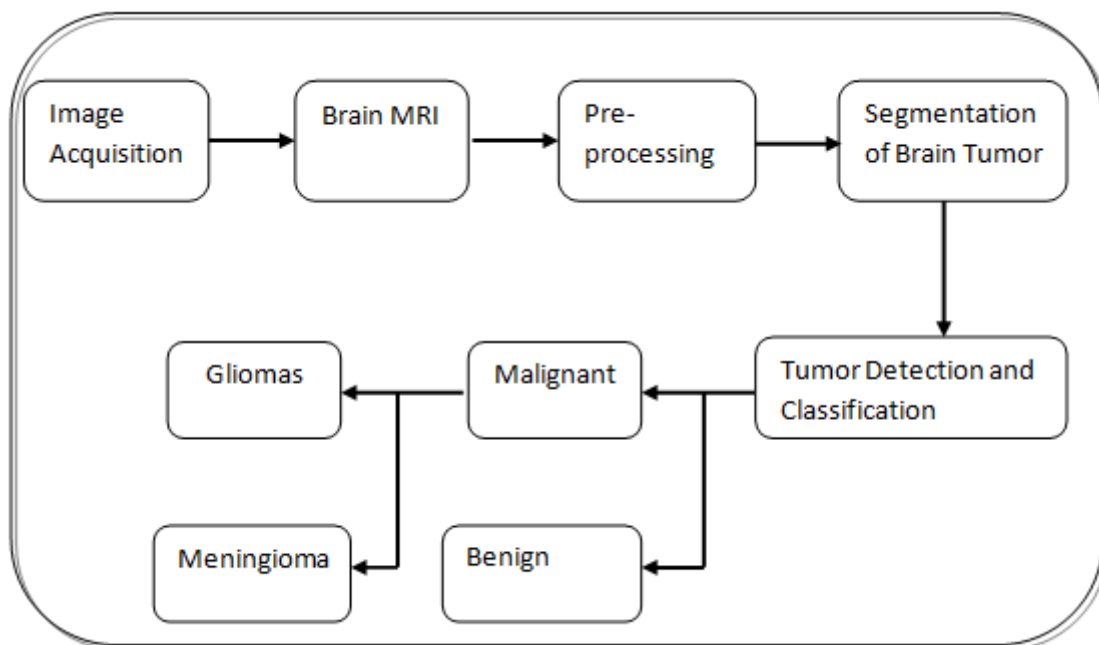 Image
Acquisition
Brain MRI
Pre-
processing
Segmentation
of Brain Tumor
Gliomas
Malignant
Tumor Detection and
Classification
Meningioma
Benign